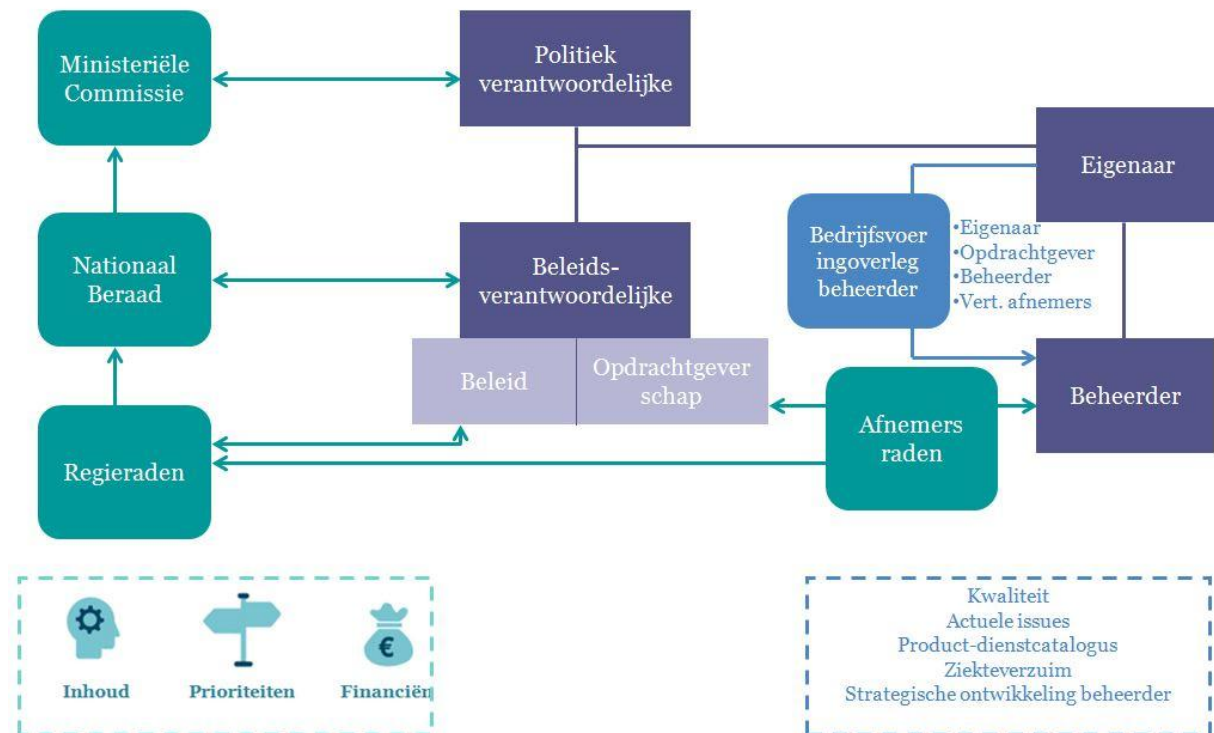 Ministeriële
Commissie
Politiek
verantwoordelijke
Eigenaar
Nationaal
Beraad
Beleids-
verantwoordelijke
Bedrijfsvoer
ingoverleg
beheerder
•Eigenaar
•Opdrachtgever
•Beheerder
•Vert. afnemers
Beleid
Opdrachtgever
schap
Beheerder
Regieraden
Afnemers
raden
Inhoud
Prioriteiten
Financiën
Kwaliteit
Actuele issues
Product-dienstcatalogus
Ziekteverzuim
Strategische ontwikkeling beheerder